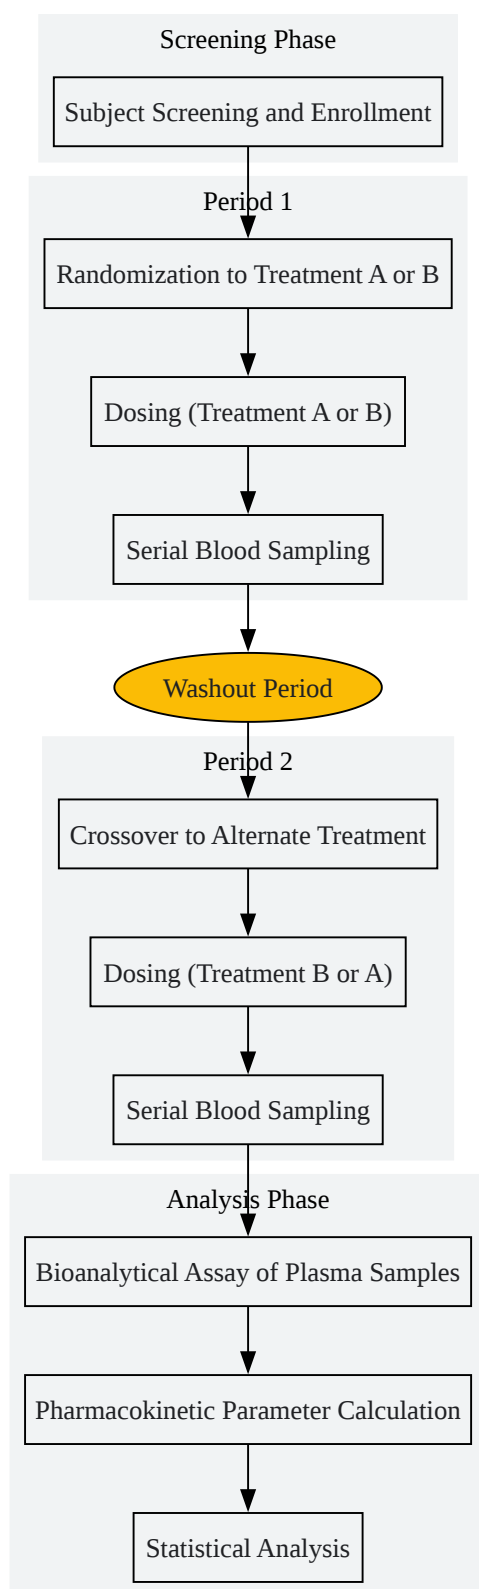 Screening Phase
Subject Screening and Enrollment
Period 1
Randomization to Treatment A or B
Dosing (Treatment A or B)
Serial Blood Sampling
Washout Period
Period 2
Crossover to Alternate Treatment
Dosing (Treatment B or A)
Serial Blood Sampling
Analysis Phase
Bioanalytical Assay of Plasma Samples
Pharmacokinetic Parameter Calculation
Statistical Analysis